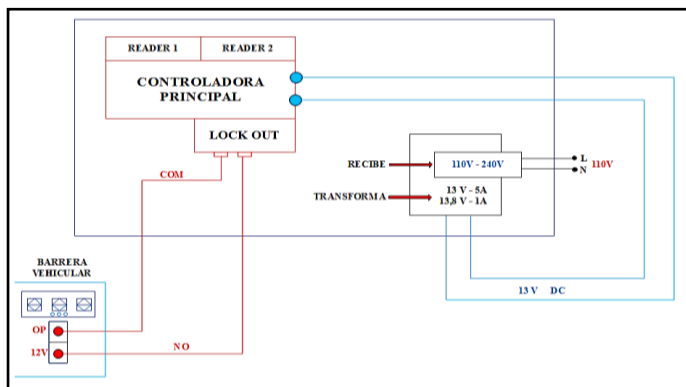 READER 1
READER 2
CONTROLADORA
PRINCIPAL
LOCK OUT
COM
RECIBE
110V - 240V
L
N
110V
TRANSFORMA
13 V - 5A
13,8 V - 1A
BARRERA
VEHICULAR
13 V DC
OP
12V
NO